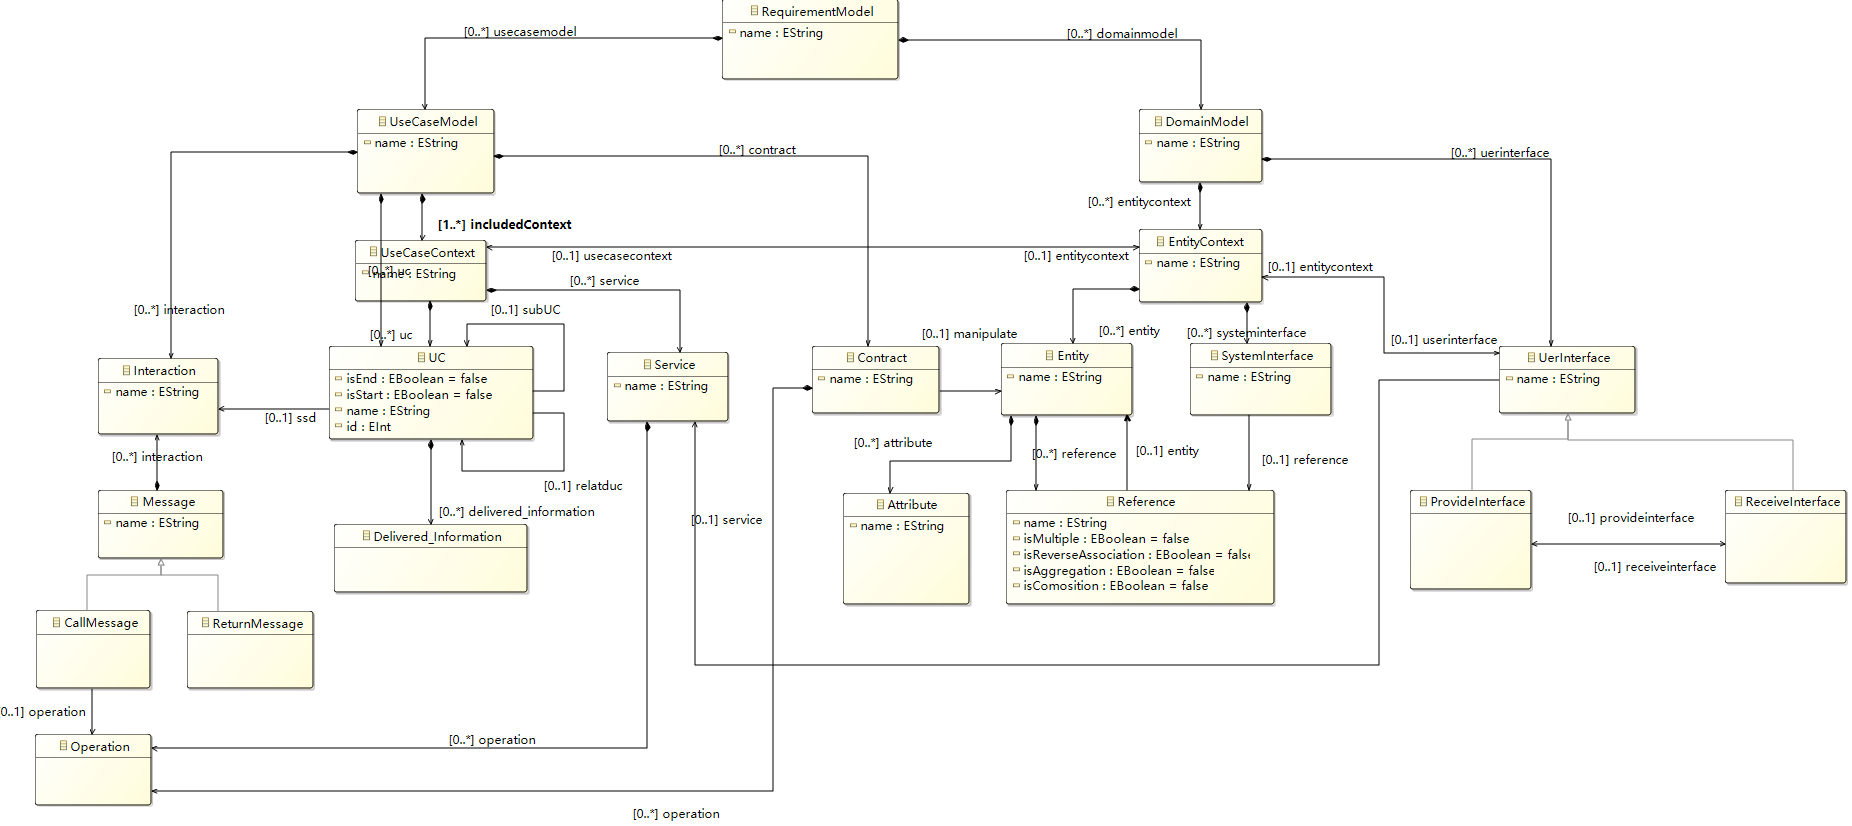 RequirementModel
name : EString
[0..*] usecasemodel
[0..*] domainmodel
UseCaseModel
name : EString
DomainModel
name : EString
[0..*] contract
[0..*] uerinterface
[0..*] entitycontext
[1..*] includedContext
UseCaseContext
name : EString
[0..*] uc
EntityContext
name : EString
[0..1] usecasecontext
[0..1] entitycontext
[0..1] entitycontext
[0..*] service
[0..*] interaction
[0..1] subUC
[0..*] uc
[0..1] manipulate
[0..*] entity
[0..*] systeminterface
[0..1] userinterface
Interaction
name : EString
UC
isEnd : EBoolean = false
isStart : EBoolean = false
name : EString
id : EInt
Service
name : EString
Contract
name : EString
Entity
name : EString
SystemInterface
name : EString
UerInterface
name : EString
[0..1] ssd
[0..*] interaction
[0..*] attribute
[0..*] reference
[0..1] entity
[0..1] reference
[0..1] relatduc
Message
name : EString
[0..*] delivered_information
Delivered_Information
[0..1] service
Attribute
name : EString
Reference
name : EString
isMultiple : EBoolean = false
isReverseAssociation : EBoolean = false
isAggregation : EBoolean = false
isComosition : EBoolean = false
ProvideInterface
ReceiveInterface
[0..1] provideinterface
[0..1] receiveinterface
CallMessage
ReturnMessage
0..1] operation
Operation
[0..*] operation
[0..*] operation